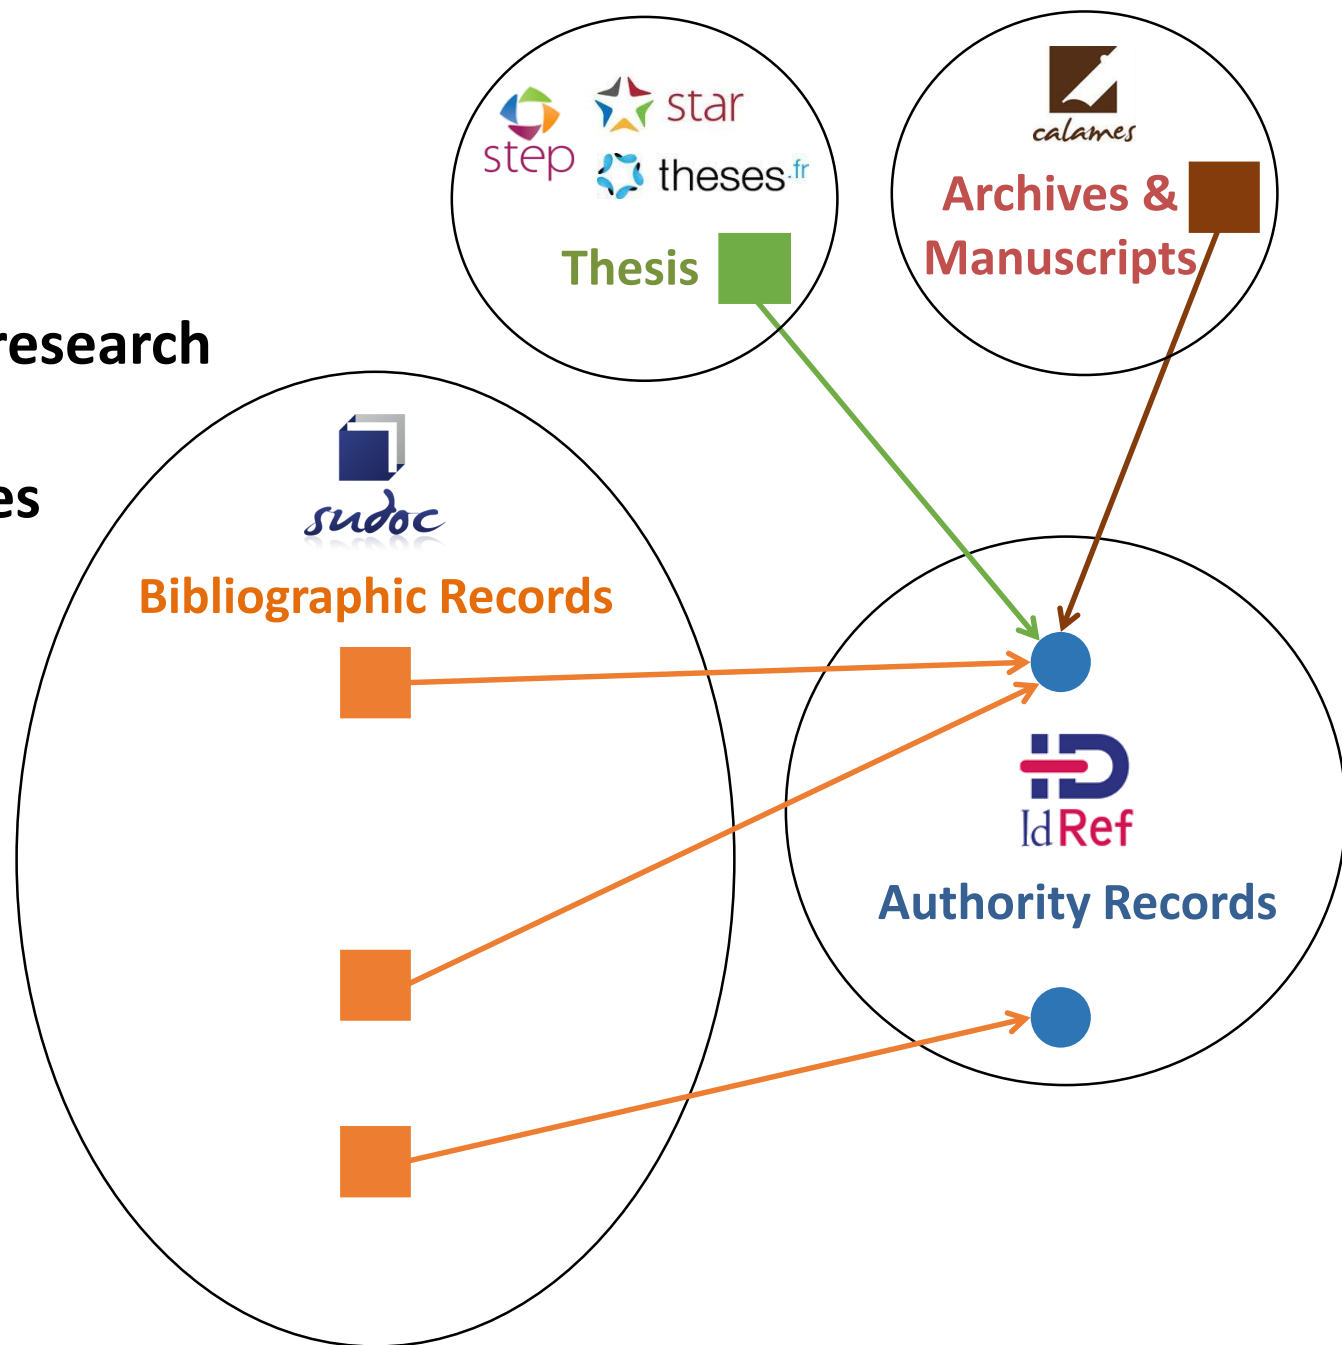 step
star
theses.fr
Thesis
calames
Archives &
Manuscripts
research
es
sudoc
Bibliographic Records
IdRef
Authority Records